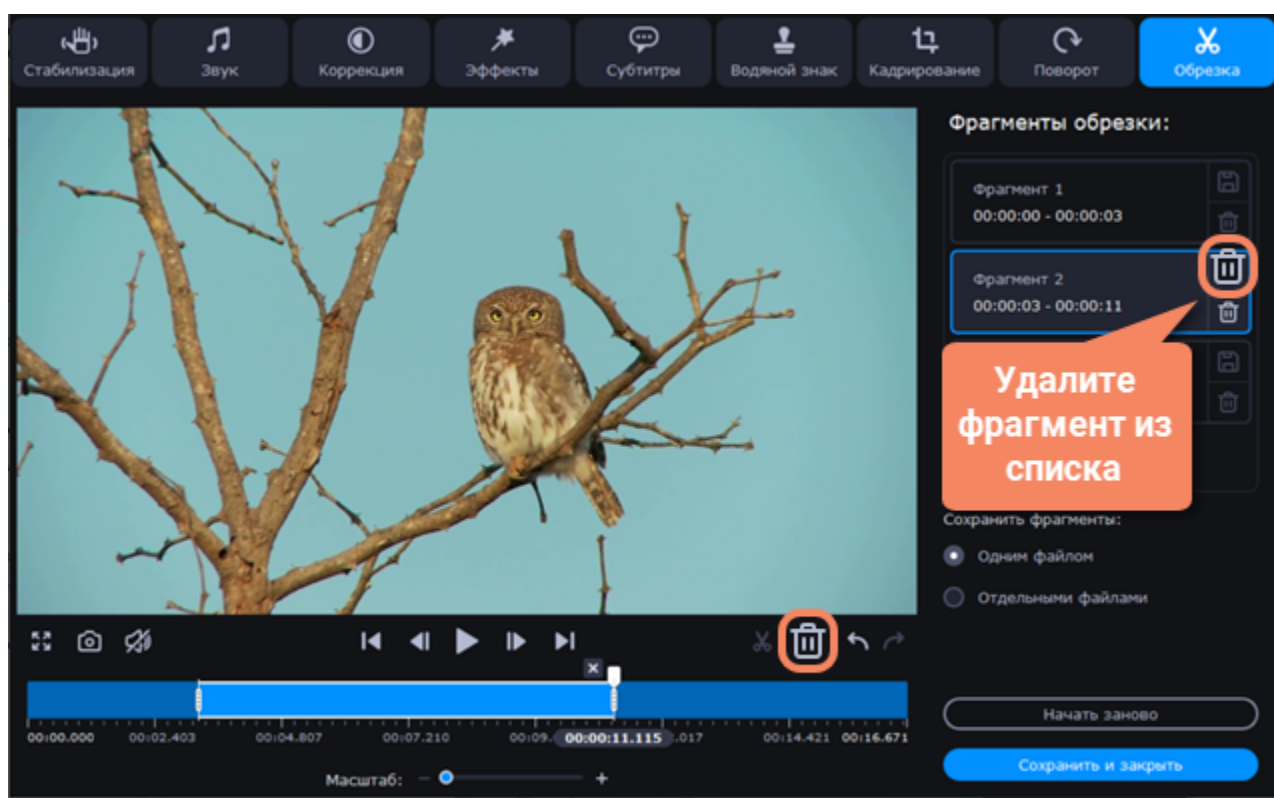 Стабилизация
Звук
Коррекция
Эффекты
Субтитры
Водяной знак
Кадрирование
Поворот
Обрезка
Фрагменты обрезки:
Фрагмент 1
00:00:00 - 00:00:03
Фрагмент 2
00:00:03 - 00:00:11
Удалите
фрагмент из
списка
Сохранить фрагменты:
Одним файлом
Отдельными файлами
00:00.000 00:02.403 00:04.807 00:07.210 00:09. 00:00:11.115 .017 00:14.421 00:16.671
Масштаб: − +
Начать заново
Сохранить и закрыть